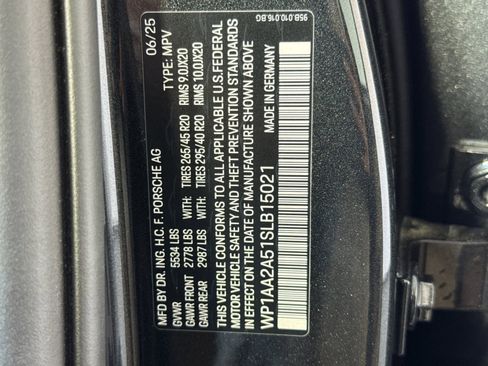 95B.010.016.BG
MFD BY DR. ING. H.C. F. PORSCHE AG 06/25
GVWR 5534 LBS TYPE: MPV
GAWR FRONT 2778 LBS WITH: TIRES 265/45 R20 RIMS 9.0JX20
GAWR REAR 2987 LBS WITH: TIRES 295/40 R20 RIMS 10.0JX20
THIS VEHICLE CONFORMS TO ALL APPLICABLE U.S. FEDERAL
MOTOR VEHICLE SAFETY AND THEFT PREVENTION STANDARDS
IN EFFECT ON THE DATE OF MANUFACTURE SHOWN ABOVE
WP1AA2A51SLB15021 MADE IN GERMANY